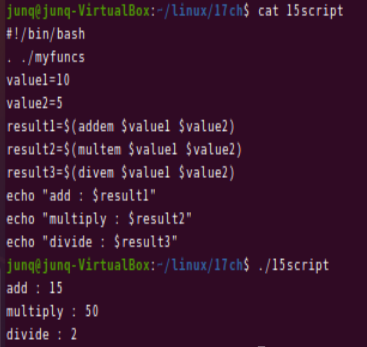 junq@junq-VirtualBox:~/linux/17ch$ cat 15script
#!/bin/bash
. ./myfuncs
value1=10
value2=5
result1=$(addem $value1 $value2)
result2=$(multem $value1 $value2)
result3=$(divem $value1 $value2)
echo "add : $result1"
echo "multiply : $result2"
echo "divide : $result3"
junq@junq-VirtualBox:~/linux/17ch$ ./15script
add : 15
multiply : 50
divide : 2